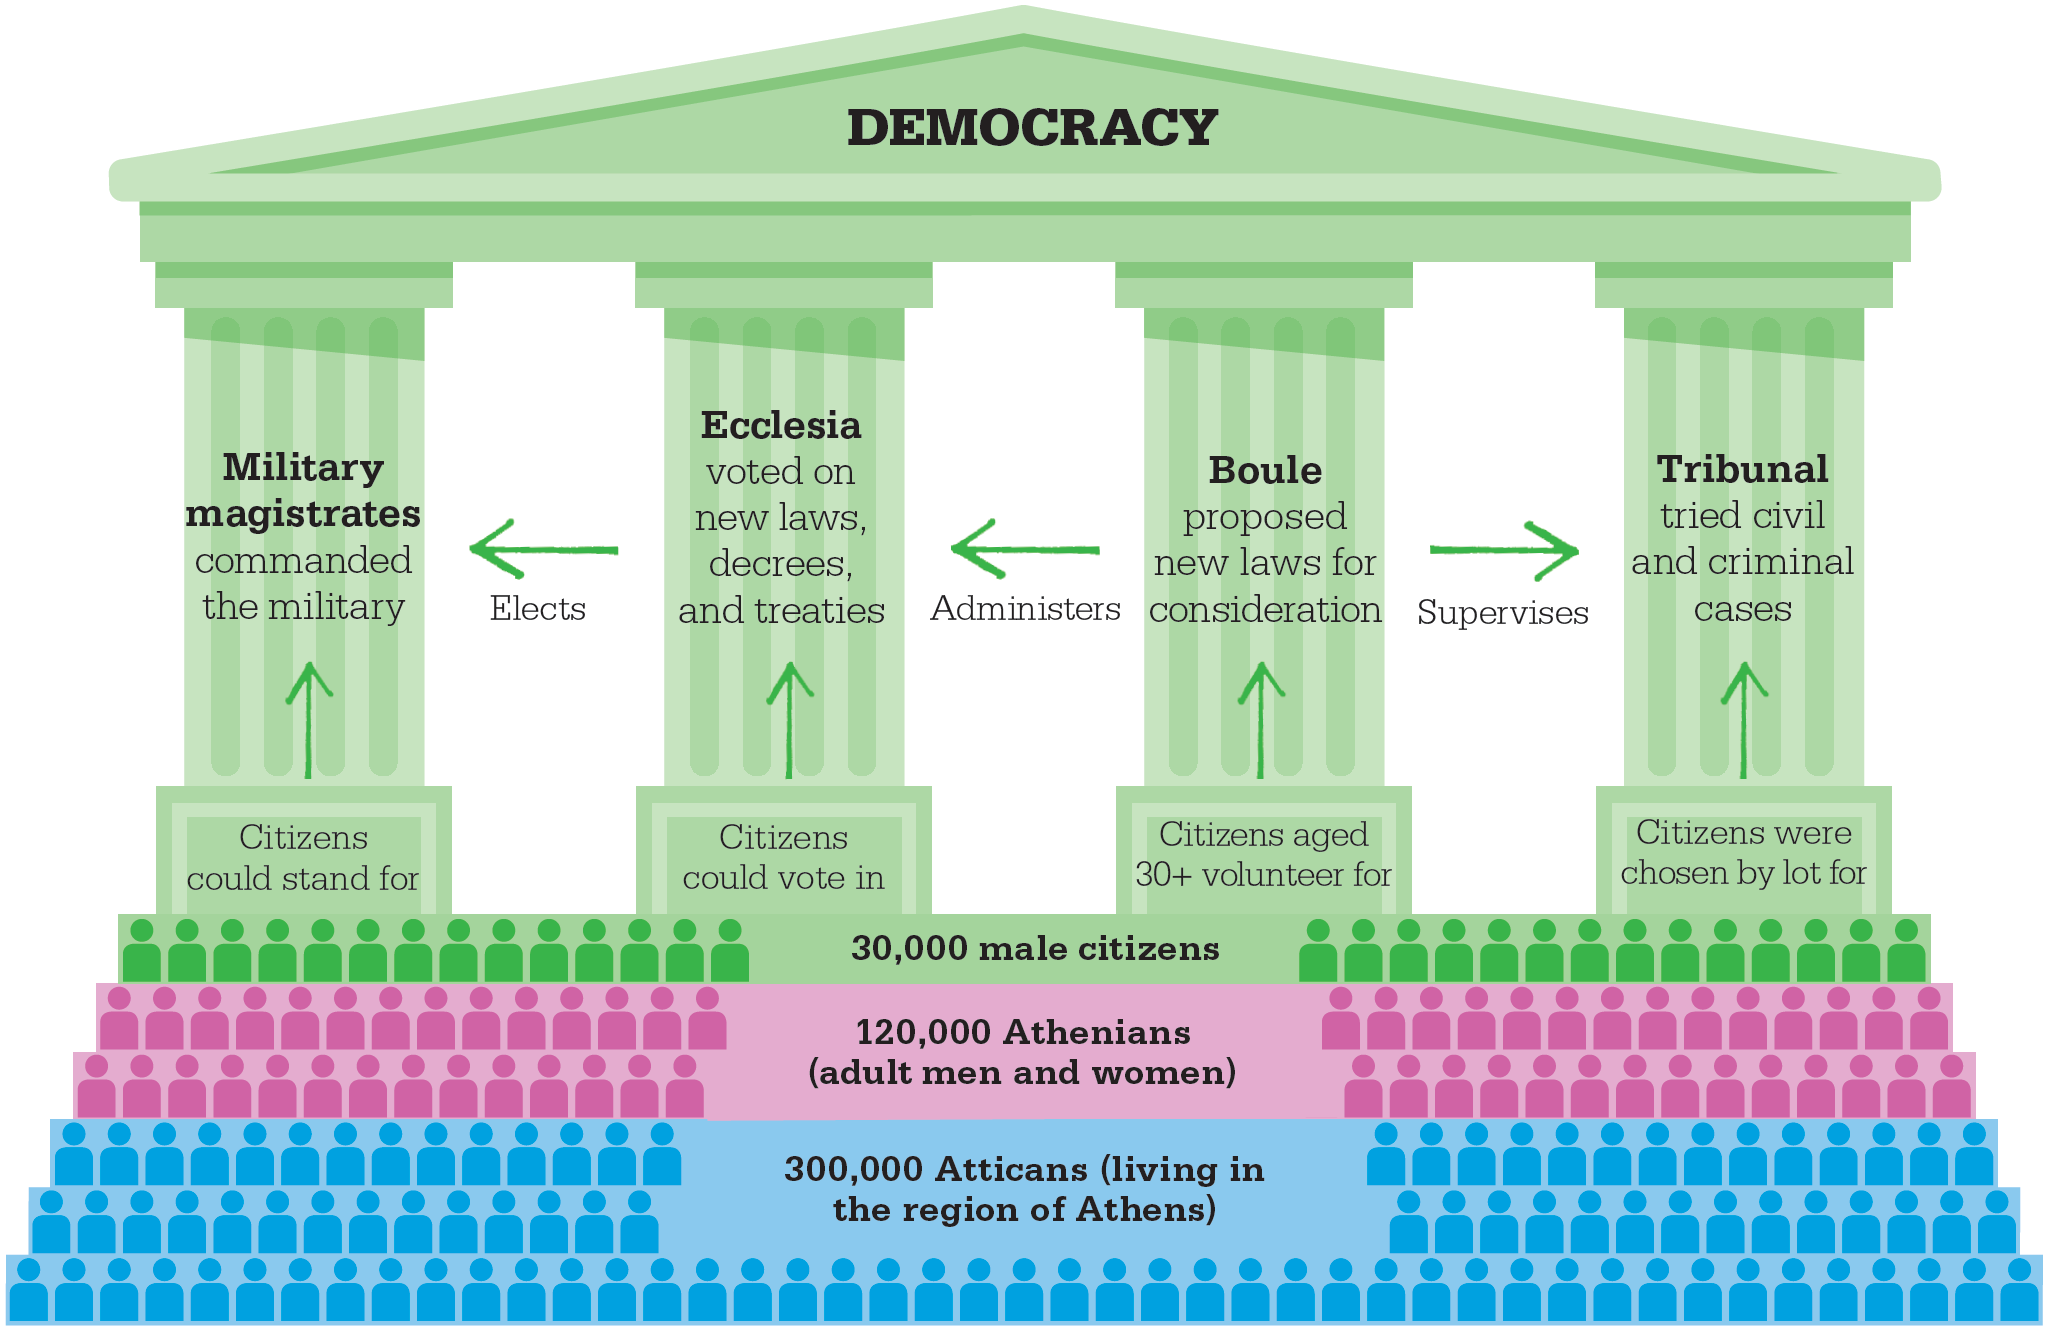 DEMOCRACY
Military
magistrates
commanded
the military
Elects
Ecclesia
voted on
new laws,
decrees,
and treaties
Administers
Boule
proposed
new laws for
consideration
Supervises
Tribunal
tried civil
and criminal
cases
Citizens
could stand for
Citizens
could vote in
Citizens aged
30+ volunteer for
Citizens were
chosen by lot for
30,000 male citizens
120,000 Athenians
(adult men and women)
300,000 Atticans (living in
the region of Athens)